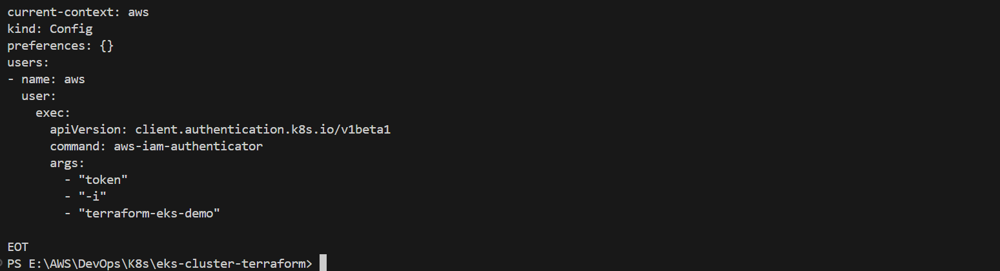 current-context: aws
kind: Config
preferences: {}
users:
- name: aws
  user:
    exec:
      apiVersion: client.authentication.k8s.io/v1beta1
      command: aws-iam-authenticator
      args:
        - "token"
        - "-i"
        - "terraform-eks-demo"

EOT
PS E:\AWS\DevOps\K8s\eks-cluster-terraform>